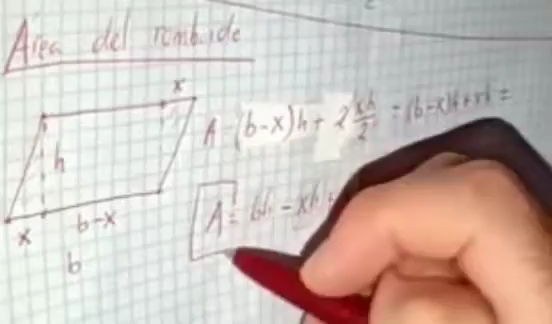 Área del romboide
x
h
x
b-x
b
A = (b-x)h + 2 xh/2 = (b-x)h + xh =
A = bh - xh